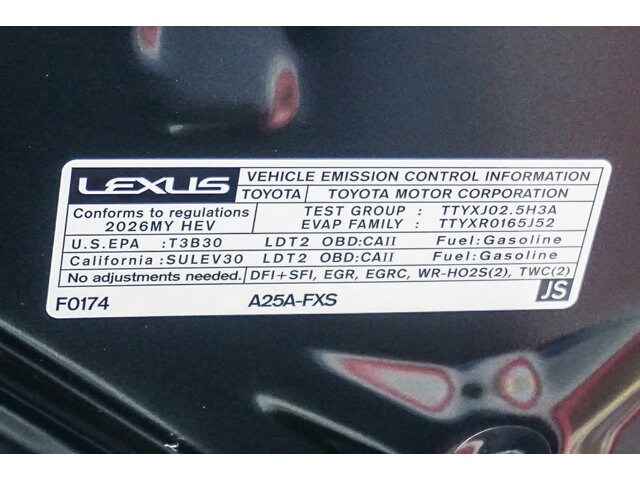 LEXUS VEHICLE EMISSION CONTROL INFORMATION
TOYOTA TOYOTA MOTOR CORPORATION
Conforms to regulations TEST GROUP : TTYXJ02.5H3A
2026MY HEV EVAP FAMILY : TTYXR0165J52
U.S.EPA :T3B30 LDT2 OBD:CAII Fuel:Gasoline
California :SULEV30 LDT2 OBD:CAII Fuel:Gasoline
No adjustments needed. DFI+SFI, EGR, EGRC, WR-HO2S(2), TWC(2)
F0174 A25A-FXS JS